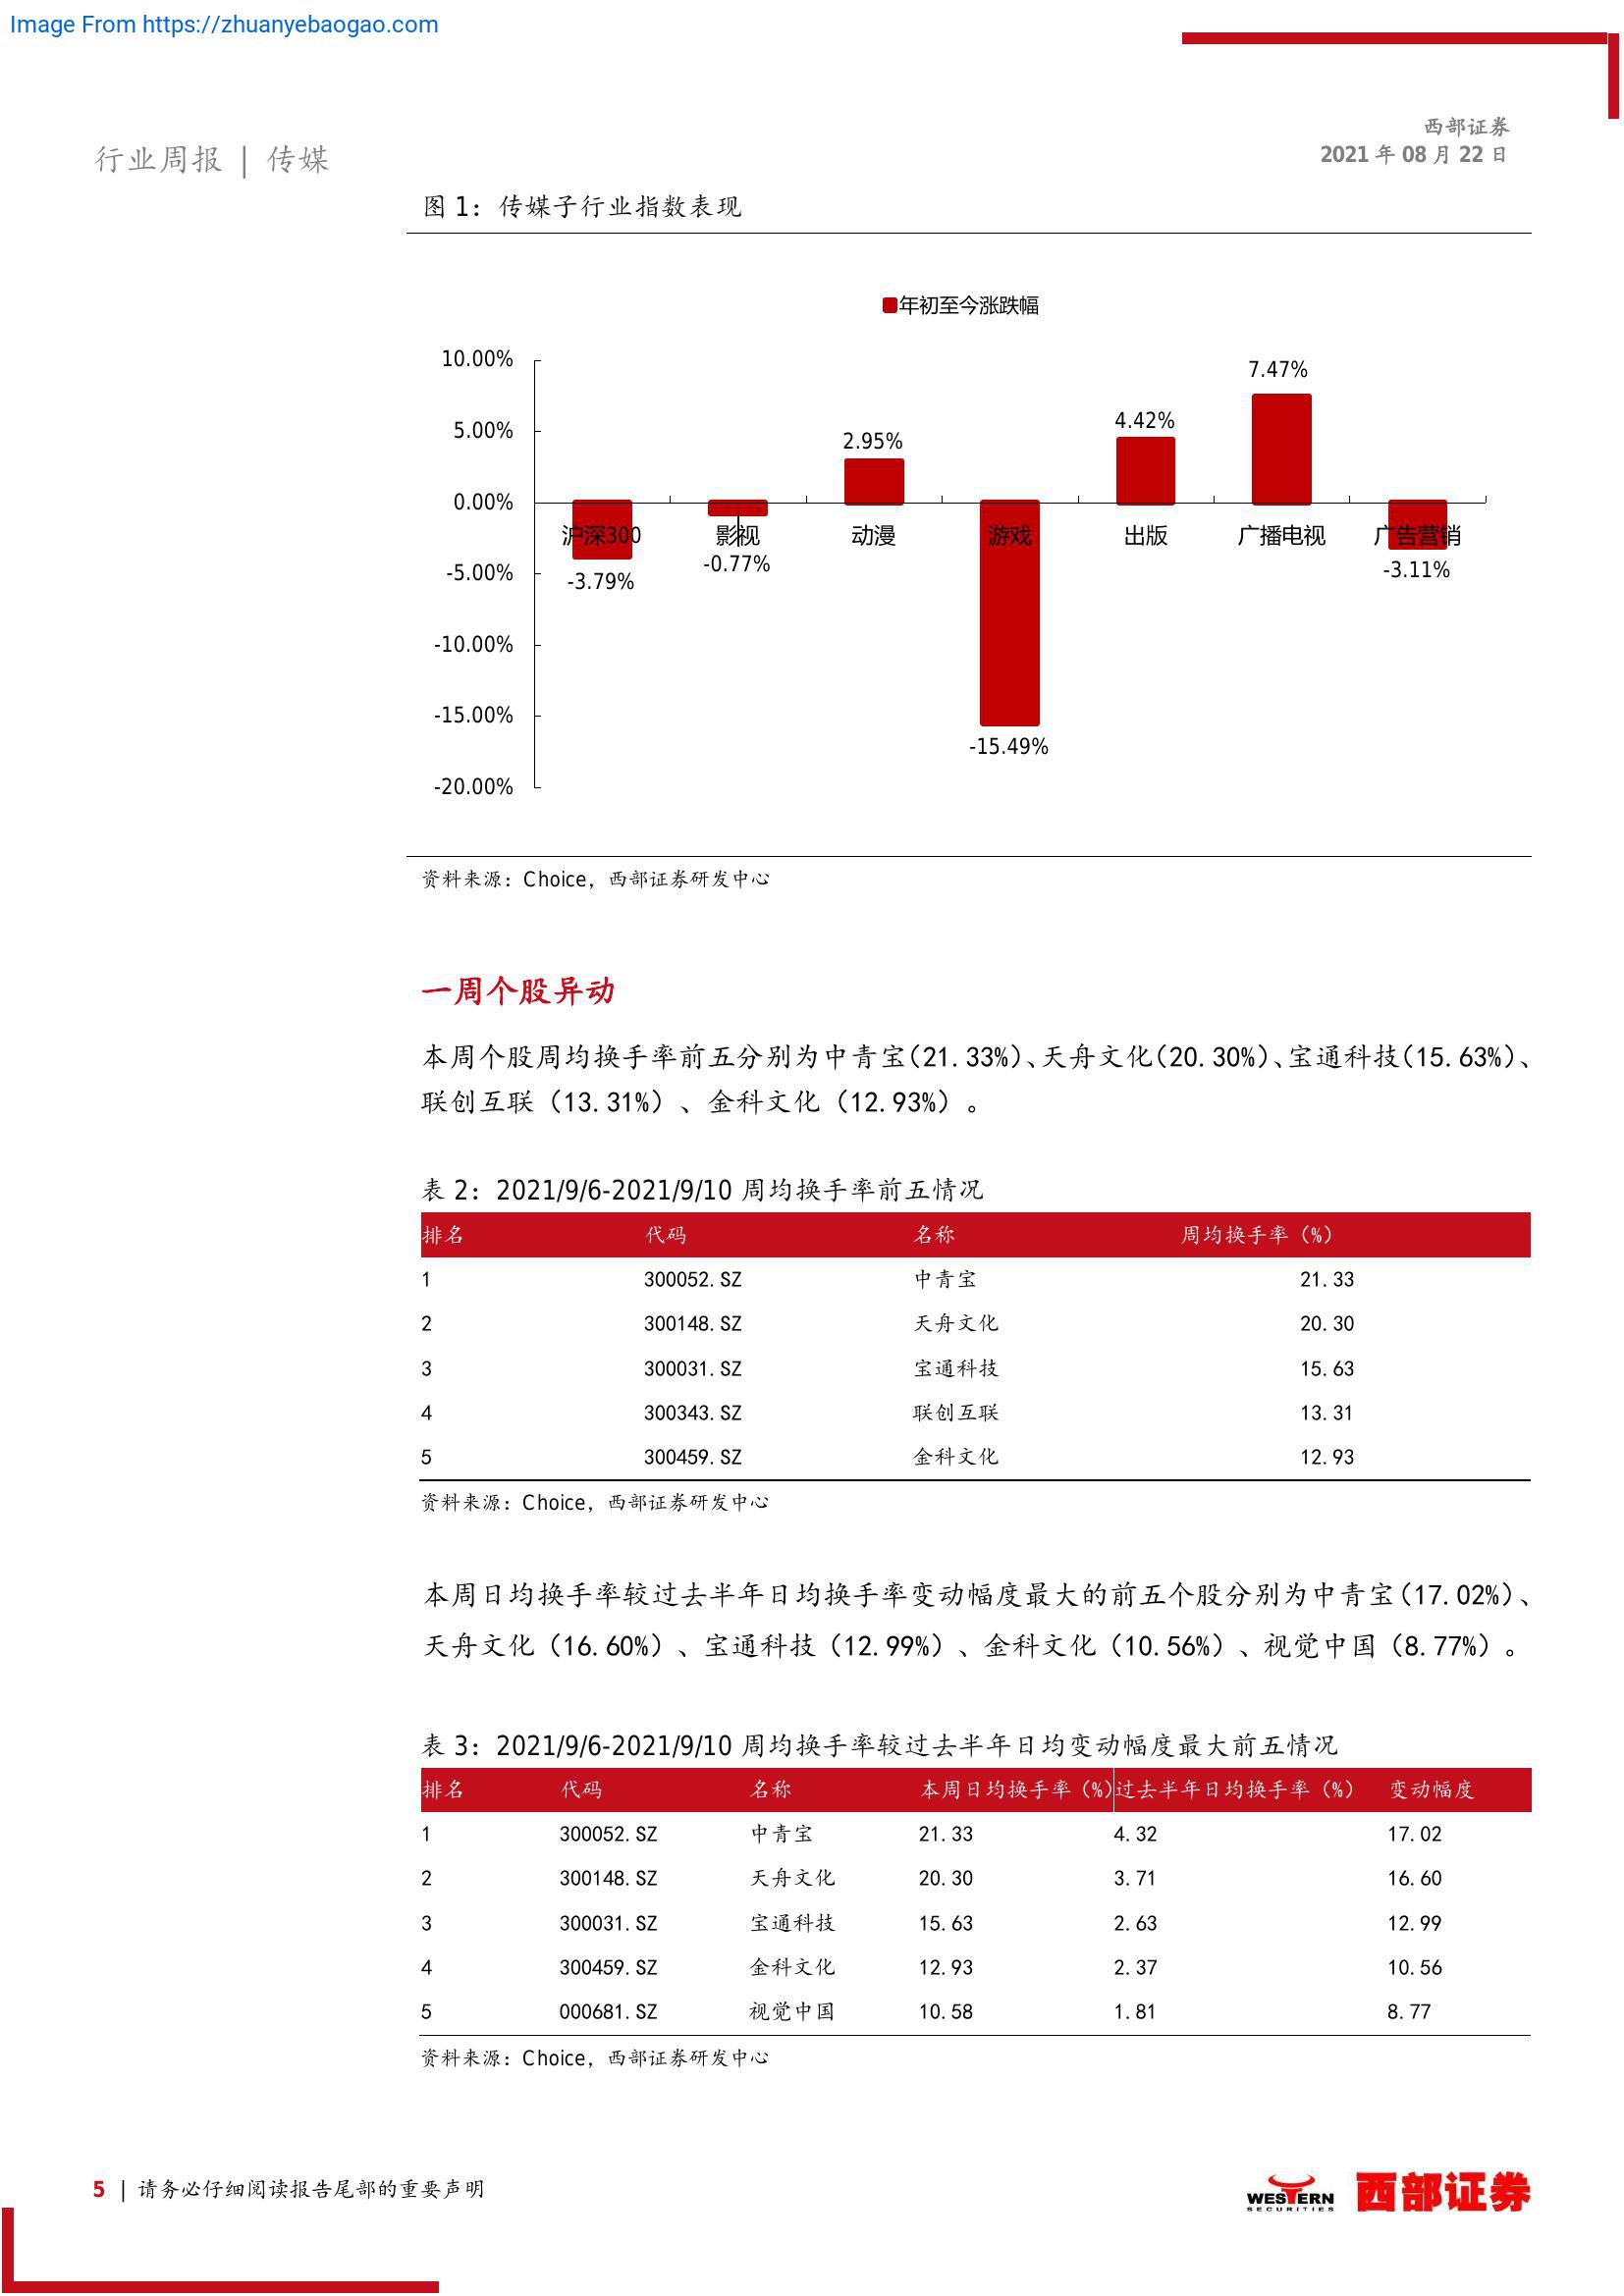 Image From https://zhuanyebaogao.com
西部证券
2021 年 08 月 22 日
行业周报 | 传媒
图 1：传媒子行业指数表现
年初至今涨跌幅
10.00%
5.00%
0.00%
-5.00%
-10.00%
-15.00%
-20.00%
沪深300 影视 动漫 游戏 出版 广播电视 广告营销
-3.79% -0.77% 2.95% -15.49% 4.42% 7.47% -3.11%
资料来源：Choice，西部证券研发中心
一周个股异动
本周个股周均换手率前五分别为中青宝（21.33%）、天舟文化（20.30%）、宝通科技（15.63%）、
联创互联（13.31%）、金科文化（12.93%）。
表 2：2021/9/6-2021/9/10 周均换手率前五情况
排名 代码 名称 周均换手率（%）
1 300052.SZ 中青宝 21.33
2 300148.SZ 天舟文化 20.30
3 300031.SZ 宝通科技 15.63
4 300343.SZ 联创互联 13.31
5 300459.SZ 金科文化 12.93
资料来源：Choice，西部证券研发中心
本周日均换手率较过去半年日均换手率变动幅度最大的前五个股分别为中青宝（17.02%）、
天舟文化（16.60%）、宝通科技（12.99%）、金科文化（10.56%）、视觉中国（8.77%）。
表 3：2021/9/6-2021/9/10 周均换手率较过去半年日均变动幅度最大前五情况
排名 代码 名称 本周日均换手率（%） 过去半年日均换手率（%） 变动幅度
1 300052.SZ 中青宝 21.33 4.32 17.02
2 300148.SZ 天舟文化 20.30 3.71 16.60
3 300031.SZ 宝通科技 15.63 2.63 12.99
4 300459.SZ 金科文化 12.93 2.37 10.56
5 000681.SZ 视觉中国 10.58 1.81 8.77
资料来源：Choice，西部证券研发中心
5 | 请务必仔细阅读报告尾部的重要声明
WESTERN
SECURITIES
西部证券